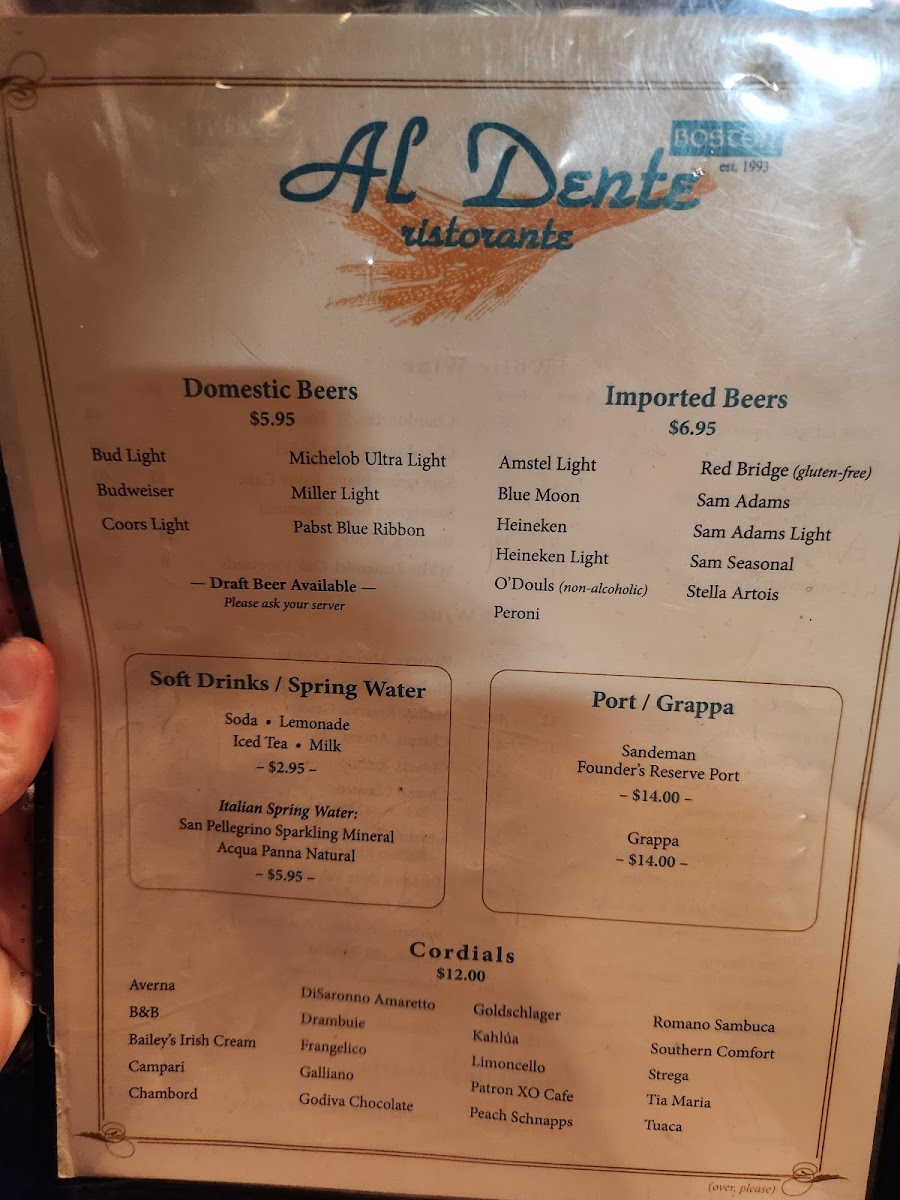 Al Dente
BOSTON
est. 1993
ristorante
Domestic Beers
$5.95
Bud Light
Budweiser
Coors Light
Michelob Ultra Light
Miller Light
Pabst Blue Ribbon
— Draft Beer Available —
Please ask your server
Imported Beers
$6.95
Amstel Light
Blue Moon
Heineken
Heineken Light
O'Douls (non-alcoholic)
Peroni
Red Bridge (gluten-free)
Sam Adams
Sam Adams Light
Sam Seasonal
Stella Artois
Soft Drinks / Spring Water
Soda • Lemonade
Iced Tea • Milk
– $2.95 –
Italian Spring Water:
San Pellegrino Sparkling Mineral
Acqua Panna Natural
– $5.95 –
Port / Grappa
Sandeman
Founder's Reserve Port
– $14.00 –
Grappa
– $14.00 –
Cordials
$12.00
Averna
B&B
Bailey's Irish Cream
Campari
Chambord
DiSaronno Amaretto
Drambuie
Frangelico
Galliano
Godiva Chocolate
Goldschlager
Kahlúa
Limoncello
Patron XO Cafe
Peach Schnapps
Romano Sambuca
Southern Comfort
Strega
Tia Maria
Tuaca
(over, please)